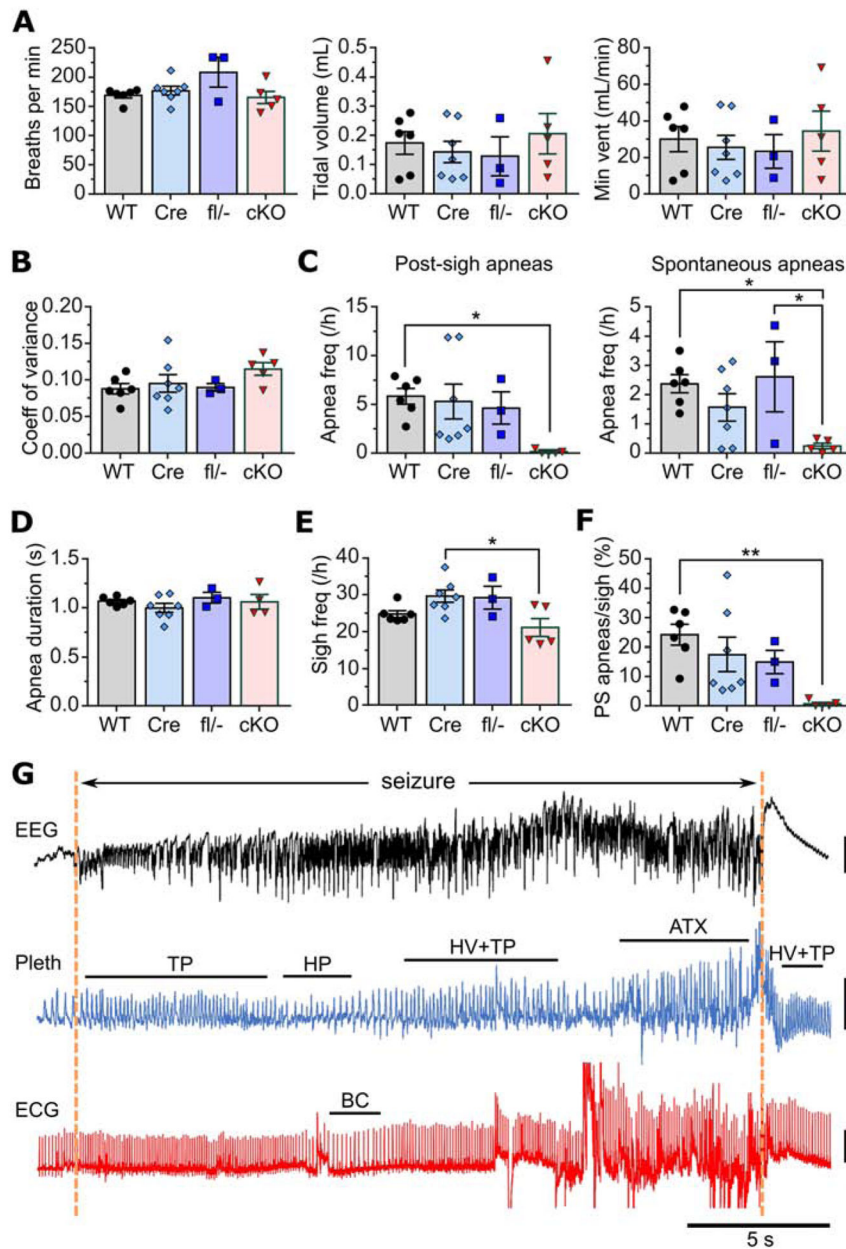 A
Breaths per min
250
200
150
100
50
0
WT Cre fl/- cKO
Tidal volume (mL)
0.5
0.4
0.3
0.2
0.1
0.0
WT Cre fl/- cKO
Min vent (mL/min)
80
60
40
20
0
WT Cre fl/- cKO
B
Coeff of variance
0.20
0.15
0.10
0.05
0.00
WT Cre fl/- cKO
C
Post-sigh apneas
Apnea freq (/h)
15
10
5
0
*
WT Cre fl/- cKO
Spontaneous apneas
Apnea freq (/h)
5
4
3
2
1
0
*
*
WT Cre fl/- cKO
D
Apnea duration (s)
1.5
1.0
0.5
0.0
WT Cre fl/- cKO
E
Sigh freq (/h)
40
30
20
10
0
*
WT Cre fl/- cKO
F
PS apneas/sigh (%)
60
50
40
30
20
10
0
**
WT Cre fl/- cKO
G
seizure
EEG
Pleth
TP
HP
HV+TP
ATX
HV+TP
ECG
BC
5 s